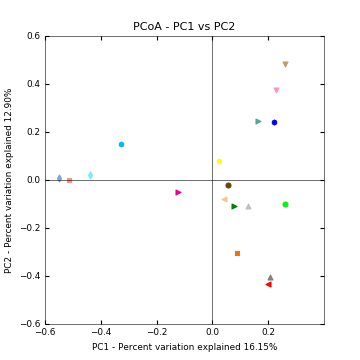 PCoA - PC1 vs PC2
0.6
0.4
0.2
0.0
−0.2
−0.4
−0.6
PC2 - Percent variation explained 12.90%
−0.6 −0.4 −0.2 0.0 0.2
PC1 - Percent variation explained 16.15%